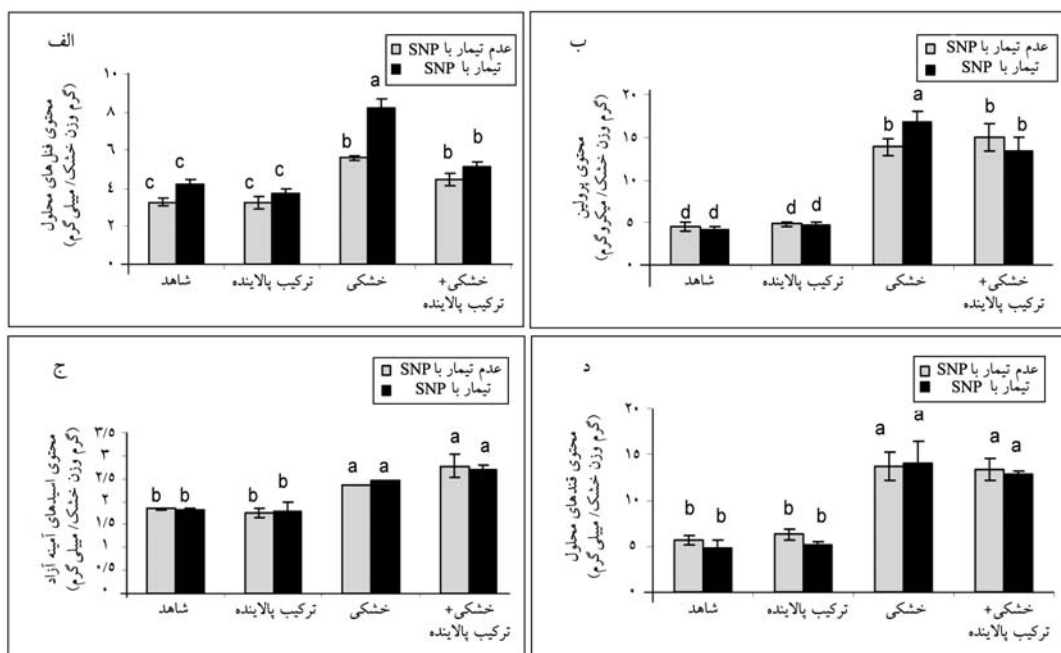 الف
عدم تیمار با SNP
تیمار با SNP
محتوی فنل‌های محلول
(گرم وزن خشک/ میلی‌گرم)
۱۰
۸
۶
۴
۲
۰
c c c c b a b b
شاهد
ترکیب پالاینده
خشکی
خشکی+
ترکیب پالاینده
ب
عدم تیمار با SNP
تیمار با SNP
محتوی پرولین
(گرم وزن خشک/ میکروگرم)
۲۰
۱۵
۱۰
۵
۰
d d d d b a b b
شاهد
ترکیب پالاینده
خشکی
خشکی+
ترکیب پالاینده
ج
عدم تیمار با SNP
تیمار با SNP
محتوی اسیدهای آمینه آزاد
(گرم وزن خشک/ میلی‌گرم)
۳/۵
۳
۲/۵
۲
۱/۵
۱
۰/۵
۰
b b b b a a a a
شاهد
ترکیب پالاینده
خشکی
خشکی+
ترکیب پالاینده
د
عدم تیمار با SNP
تیمار با SNP
محتوی قندهای محلول
(گرم وزن خشک/ میلی‌گرم)
۲۰
۱۵
۱۰
۵
۰
b b b b a a a a
شاهد
ترکیب پالاینده
خشکی
خشکی+
ترکیب پالاینده